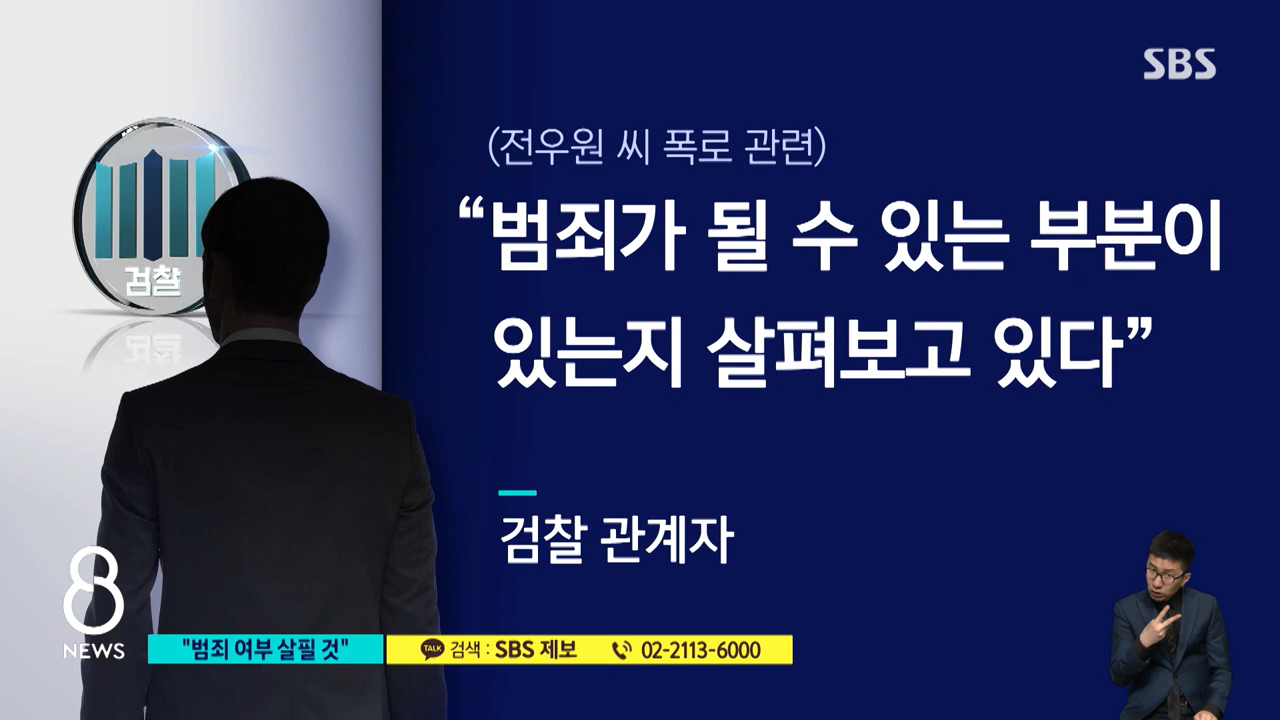 SBS
(전우원 씨 폭로 관련)
“범죄가 될 수 있는 부분이
있는지 살펴보고 있다”
검찰
검찰 관계자
8
NEWS
"범죄 여부 살필 것"
TALK 검색 : SBS 제보 02-2113-6000